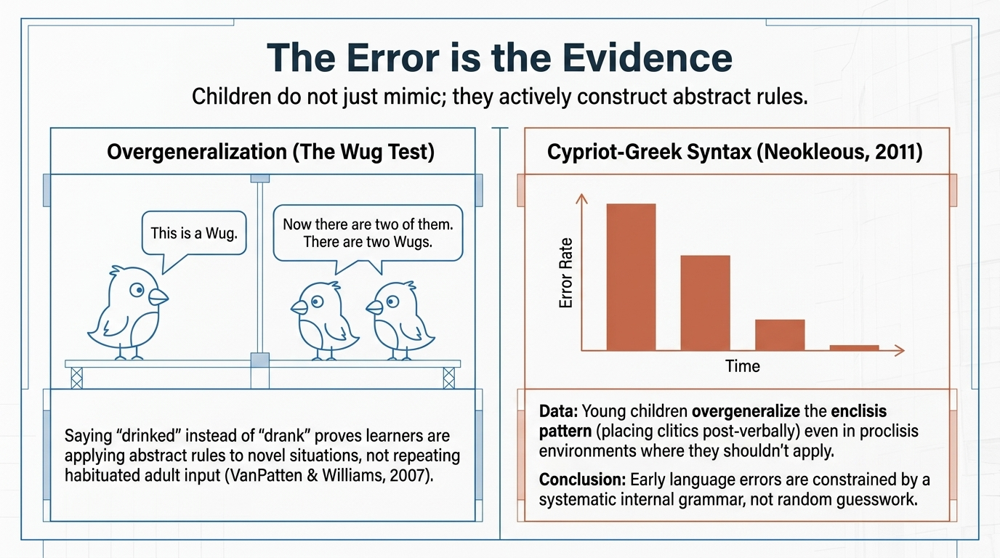 The Error is the Evidence
Children do not just mimic; they actively construct abstract rules.
Overgeneralization (The Wug Test)
This is a Wug.
Now there are two of them.
There are two Wugs.
Saying “drinked” instead of “drank” proves learners are
applying abstract rules to novel situations, not repeating
habituated adult input (VanPatten & Williams, 2007).
Cypriot-Greek Syntax (Neokleous, 2011)
Error Rate
Time
Data: Young children overgeneralize the enclisis
pattern (placing clitics post-verbally) even in proclisis
environments where they shouldn’t apply.
Conclusion: Early language errors are constrained by a
systematic internal grammar, not random guesswork.